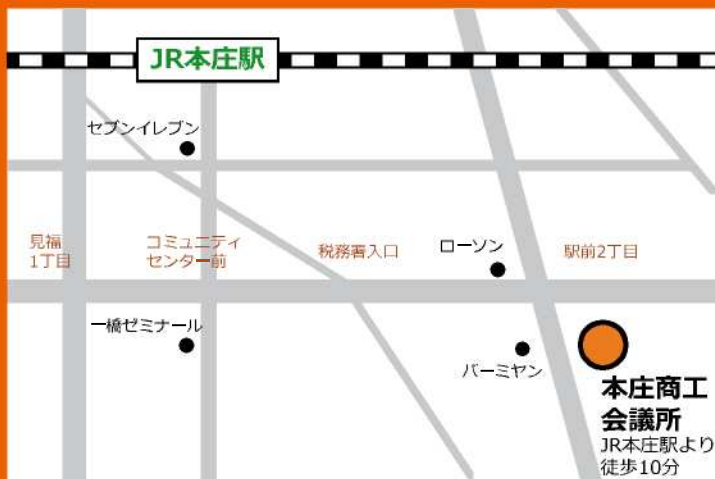 JR本庄駅
セブンイレブン
見福
1丁目
コミュニティ
センター前
税務署入口
ローソン
駅前2丁目
一橋ゼミナール
バーミヤン
本庄商工
会議所
JR本庄駅より
徒歩10分